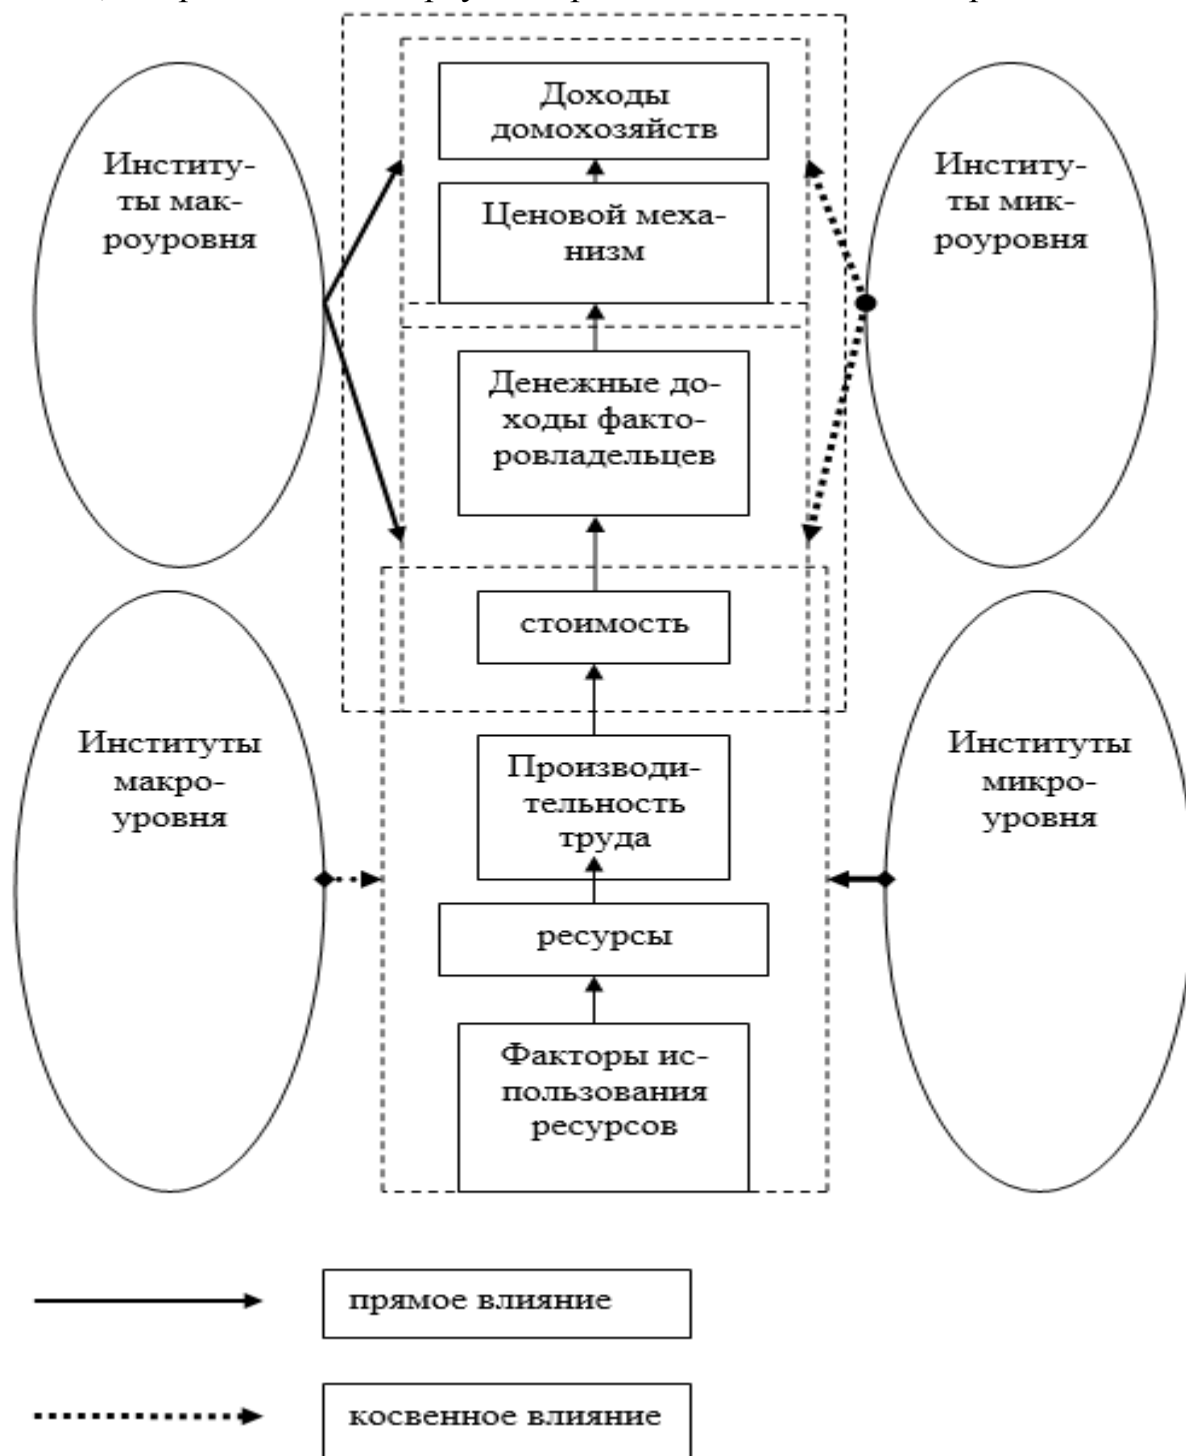 Доходы
домохозяйств
Институ-
ты мак-
роуровня
Институ-
ты мик-
роуровня
Ценовой меха-
низм
Денежные до-
ходы факто-
ровладельцев
стоимость
Институты
макро-
уровня
Институты
микро-
уровня
Производи-
тельность
труда
ресурсы
Факторы ис-
пользования
ресурсов
прямое влияние
косвенное влияние